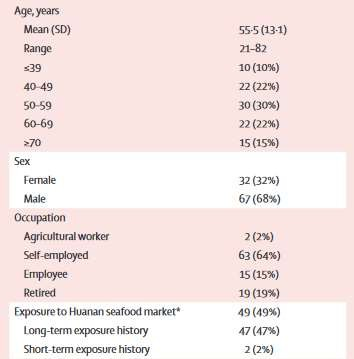 Age, years
Mean (SD) 55·5 (13·1)
Range 21–82
≤39 10 (10%)
40–49 22 (22%)
50–59 30 (30%)
60–69 22 (22%)
≥70 15 (15%)
Sex
Female 32 (32%)
Male 67 (68%)
Occupation
Agricultural worker 2 (2%)
Self-employed 63 (64%)
Employee 15 (15%)
Retired 19 (19%)
Exposure to Huanan seafood market* 49 (49%)
Long-term exposure history 47 (47%)
Short-term exposure history 2 (2%)